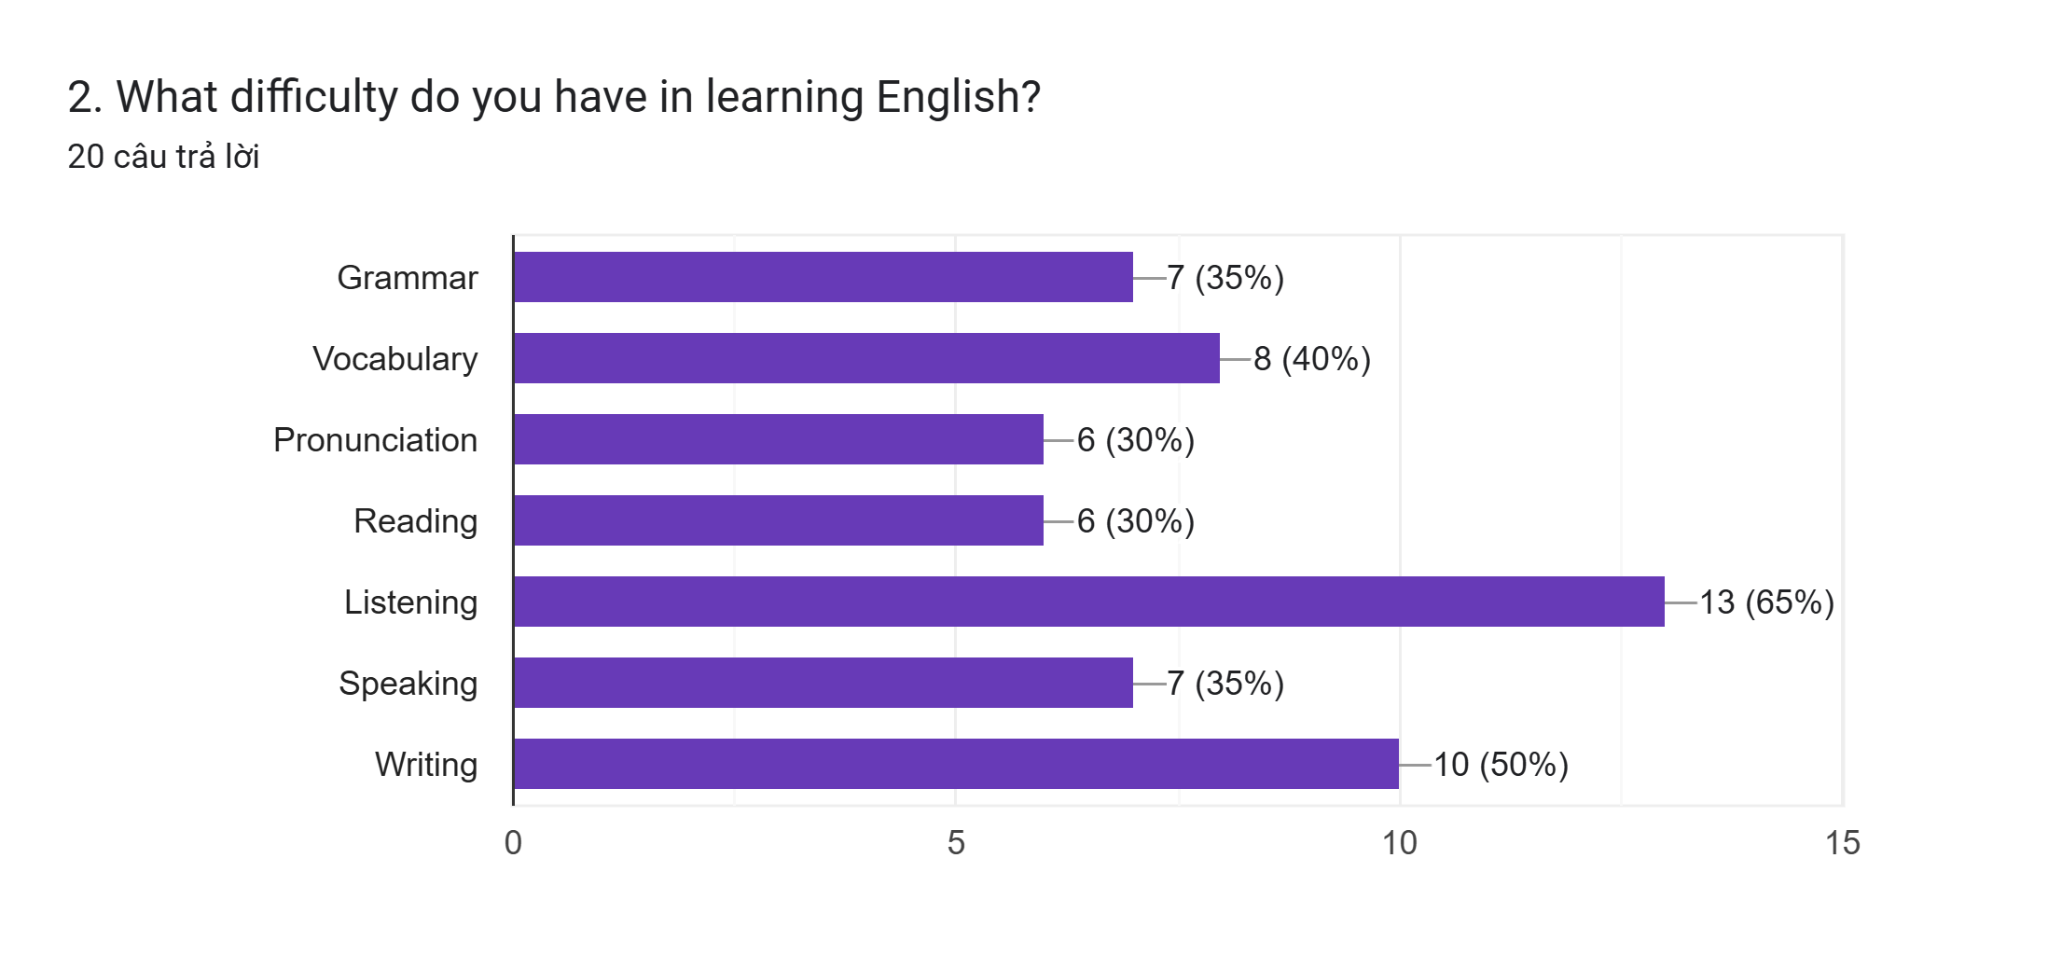 2. What difficulty do you have in learning English?
20 câu trả lời
Grammar 7 (35%)
Vocabulary 8 (40%)
Pronunciation 6 (30%)
Reading 6 (30%)
Listening 13 (65%)
Speaking 7 (35%)
Writing 10 (50%)
0 5 10 15